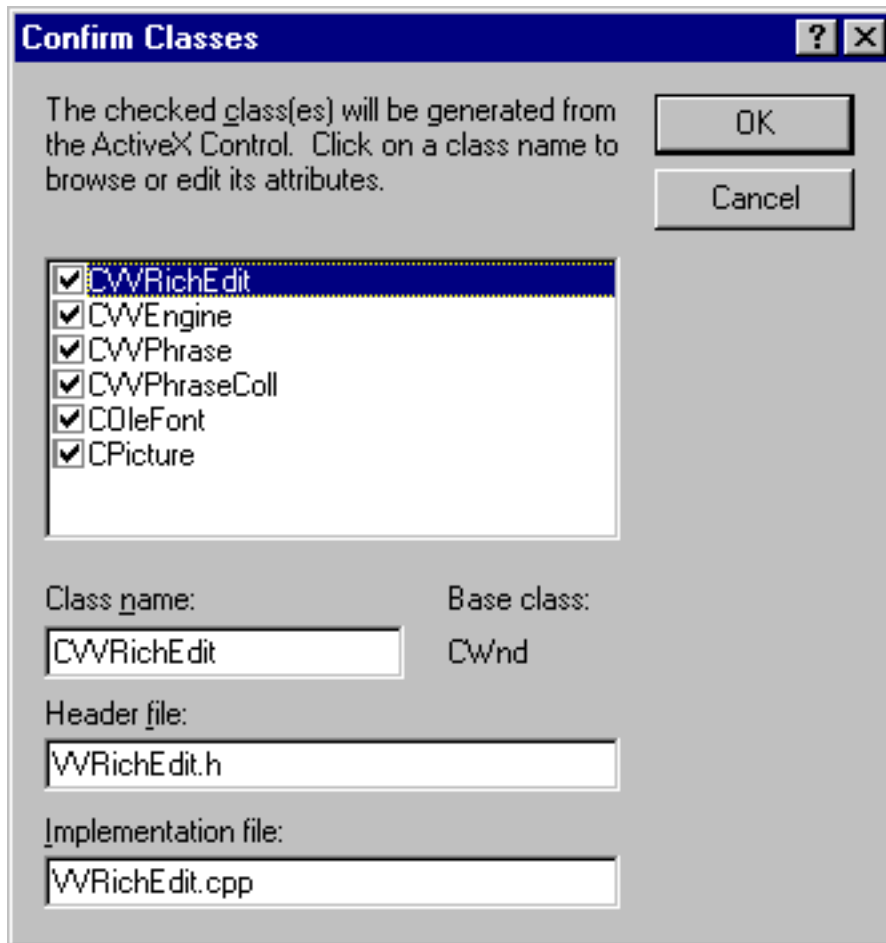 Confirm Classes
The checked class(es) will be generated from
the ActiveX Control.  Click on a class name to
browse or edit its attributes.
OK
Cancel
CVVRichEdit
CVVEngine
CVVPhrase
CVVPhraseColl
COleFont
CPicture
Class name:
Base class:
CVVRichEdit
CWnd
Header file:
VVRichEdit.h
Implementation file:
VVRichEdit.cpp